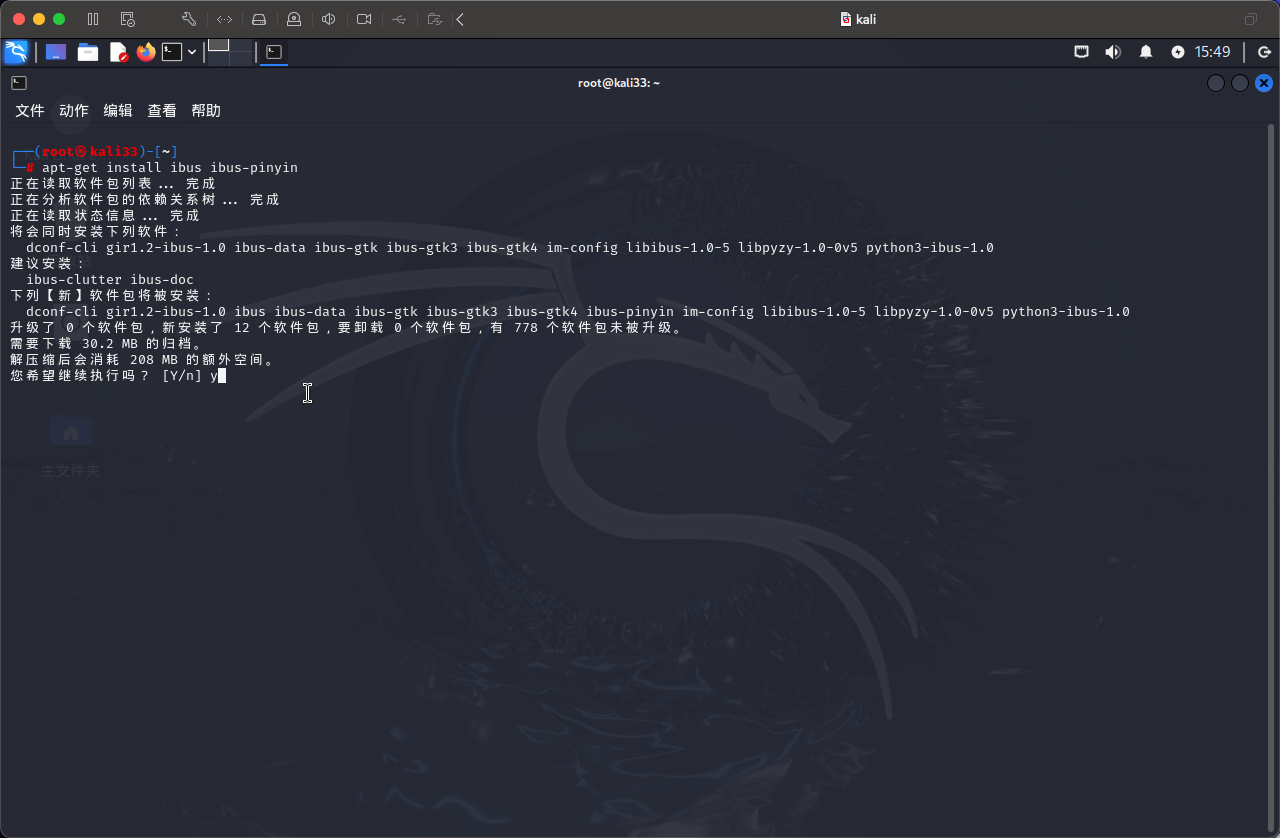 kali
15:49
root@kali33: ~
文件 动作 编辑 查看 帮助
┌──(root㉿kali33)-[~]
└─# apt-get install ibus ibus-pinyin
正在读取软件包列表... 完成
正在分析软件包的依赖关系树... 完成
正在读取状态信息... 完成
将会同时安装下列软件：
dconf-cli gir1.2-ibus-1.0 ibus-data ibus-gtk ibus-gtk3 ibus-gtk4 im-config libibus-1.0-5 libpyzy-1.0-0v5 python3-ibus-1.0
建议安装：
ibus-clutter ibus-doc
下列【新】软件包将被安装：
dconf-cli gir1.2-ibus-1.0 ibus ibus-data ibus-gtk ibus-gtk3 ibus-gtk4 ibus-pinyin im-config libibus-1.0-5 libpyzy-1.0-0v5 python3-ibus-1.0
升级了 0 个软件包，新安装了 12 个软件包，要卸载 0 个软件包，有 778 个软件包未被升级。
需要下载 30.2 MB 的归档。
解压缩后会消耗 208 MB 的额外空间。
您希望继续执行吗？ [Y/n] y
主文件夹